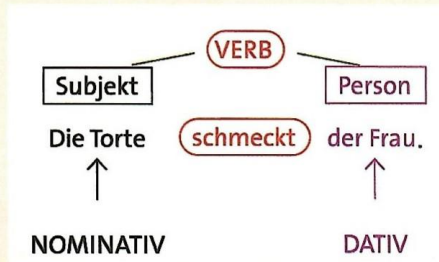 VERB
Subjekt Person
Die Torte schmeckt der Frau.
NOMINATIV DATIV